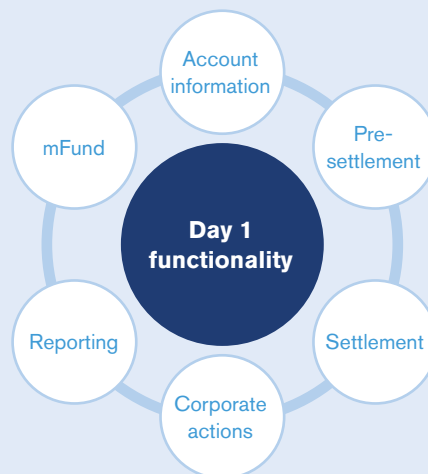 Account
information
Pre-
settlement
Settlement
Corporate
actions
Reporting
mFund
Day 1
functionality